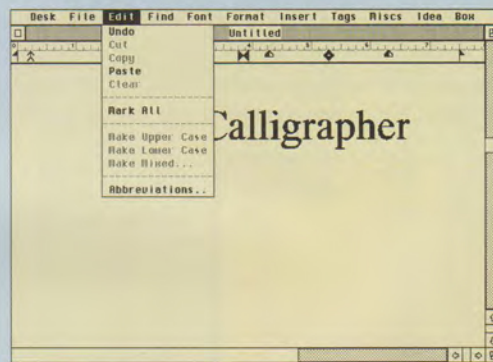 Desk File Edit Find Font Format Insert Tags Miscs Idea Box
Untitled
Undo
Cut
Copy
Paste
Clear
Mark All
Make Upper Case
Make Lower Case
Make Mixed...
Abbreviations..
Calligrapher